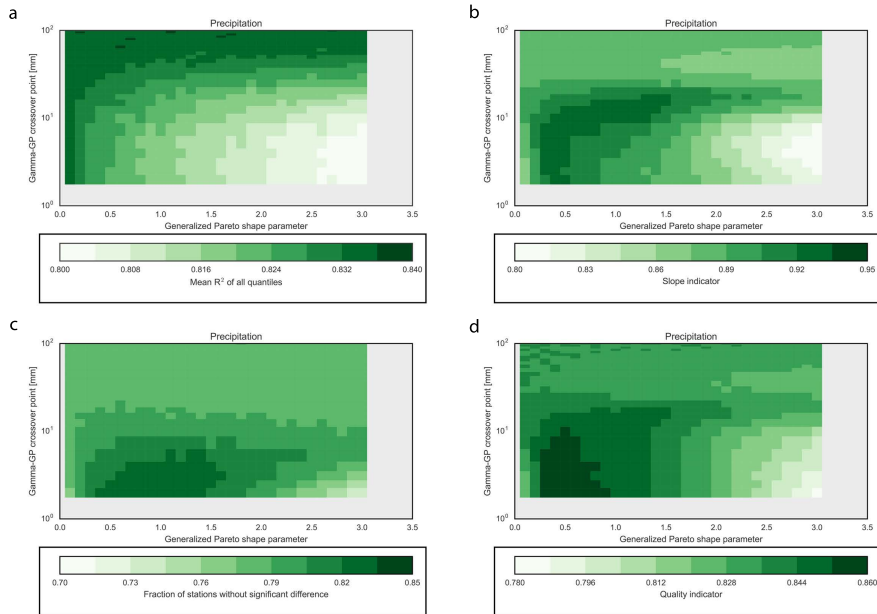 a
Precipitation
Gamma-GP crossover point [mm]
10²
10¹
10⁰
0.0 0.5 1.0 1.5 2.0 2.5 3.0 3.5
Generalized Pareto shape parameter
0.800 0.808 0.816 0.824 0.832 0.840
Mean R² of all quantiles
b
Precipitation
Gamma-GP crossover point [mm]
10²
10¹
10⁰
0.0 0.5 1.0 1.5 2.0 2.5 3.0 3.5
Generalized Pareto shape parameter
0.80 0.83 0.86 0.89 0.92 0.95
Slope indicator
c
Precipitation
Gamma-GP crossover point [mm]
10²
10¹
10⁰
0.0 0.5 1.0 1.5 2.0 2.5 3.0 3.5
Generalized Pareto shape parameter
0.70 0.73 0.76 0.79 0.82 0.85
Fraction of stations without significant difference
d
Precipitation
Gamma-GP crossover point [mm]
10²
10¹
10⁰
0.0 0.5 1.0 1.5 2.0 2.5 3.0 3.5
Generalized Pareto shape parameter
0.780 0.796 0.812 0.828 0.844 0.860
Quality indicator